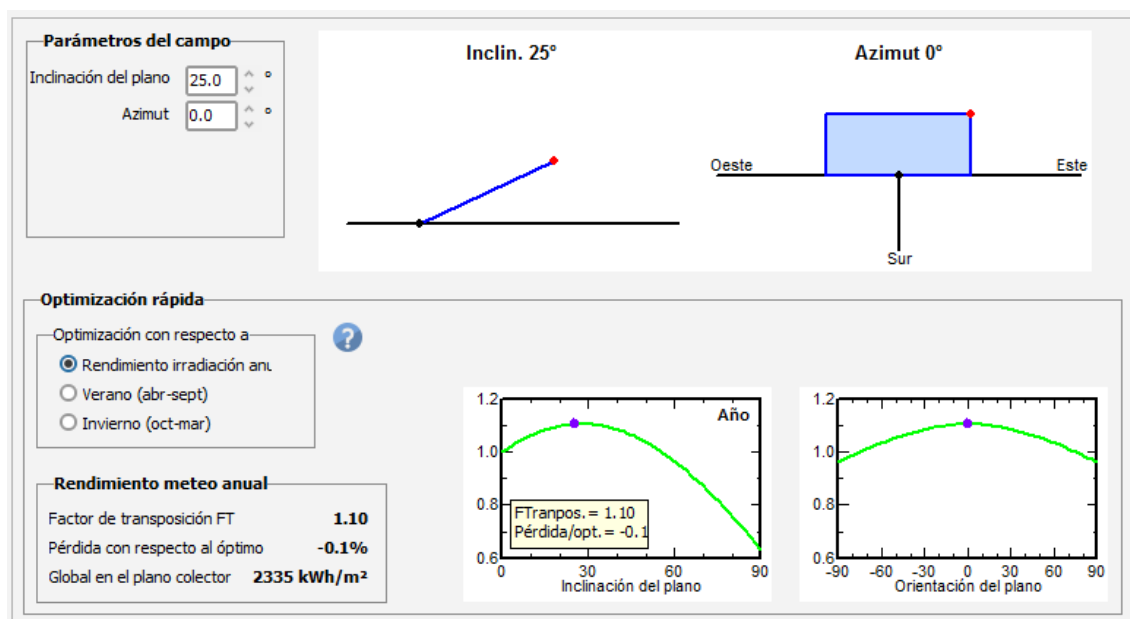 Parámetros del campo
Inclinación del plano 25.0 °
Azimut 0.0 °
Inclin. 25°
Azimut 0°
Oeste
Este
Sur
Optimización rápida
Optimización con respecto a
Rendimiento irradiación anu
Verano (abr-sept)
Invierno (oct-mar)
?
Rendimiento meteo anual
Factor de transposición FT 1.10
Pérdida con respecto al óptimo -0.1%
Global en el plano colector 2335 kWh/m²
Año
1.2
1.0
0.8
0.6
FTranpos. = 1.10
Pérdida/opt. = -0.1
0 30 60 90
Inclinación del plano
1.2
1.0
0.8
0.6
-90 -60 -30 0 30 60 90
Orientación del plano